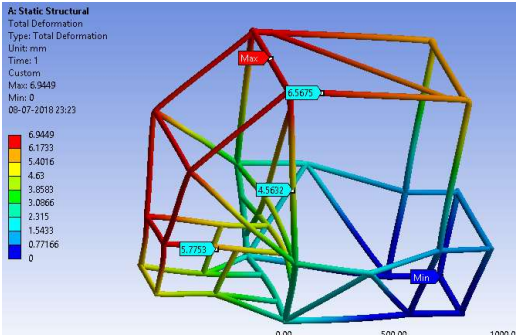 A: Static Structural
Total Deformation
Type: Total Deformation
Unit: mm
Time: 1
Custom
Max: 6.9449
Min: 0
08-07-2018 23:23
6.9449
6.1733
5.4016
4.63
3.8583
3.0866
2.315
1.5433
0.77166
0
Max
6.5675
4.5632
5.7753
Min
0.00
500.00
1000.0